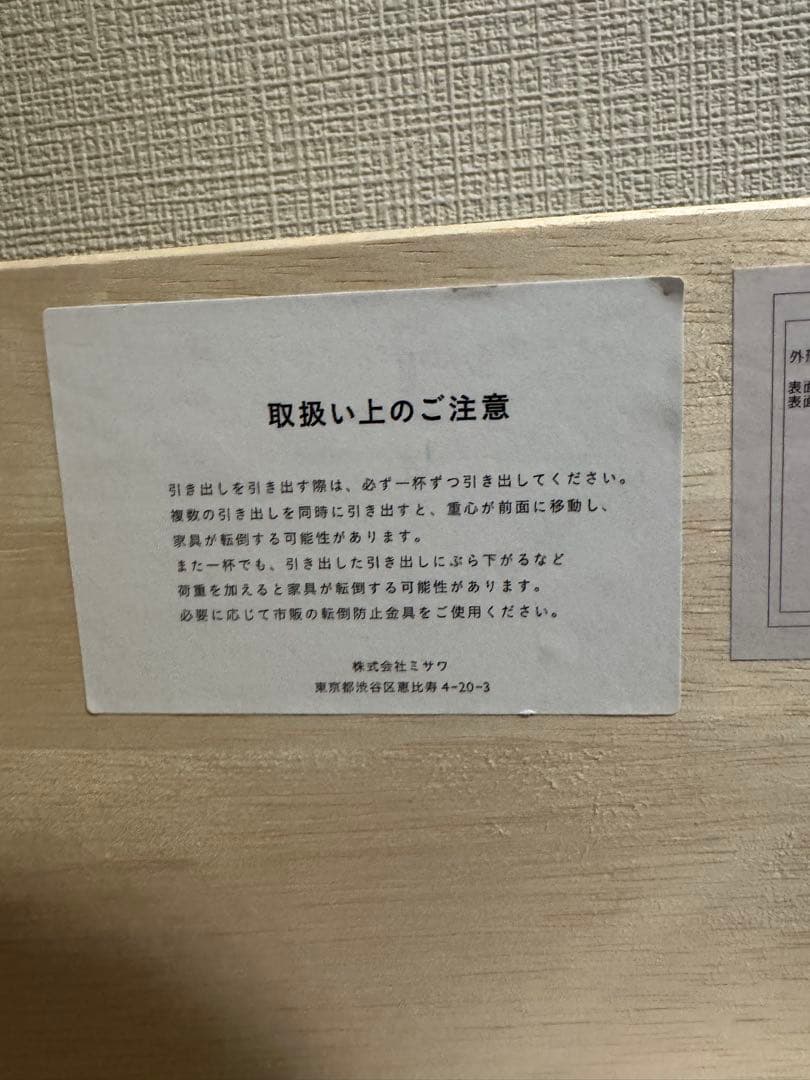 取扱い上のご注意
引き出しを引き出す際は、必ず一杯ずつ引き出してください。
複数の引き出しを同時に引き出すと、重心が前面に移動し、
家具が転倒する可能性があります。
また一杯でも、引き出した引き出しにぶら下がるなど
荷重を加えると家具が転倒する可能性があります。
必要に応じて市販の転倒防止金具をご使用ください。
株式会社ミサワ
東京都渋谷区恵比寿4-20-3
外形
表面
表面